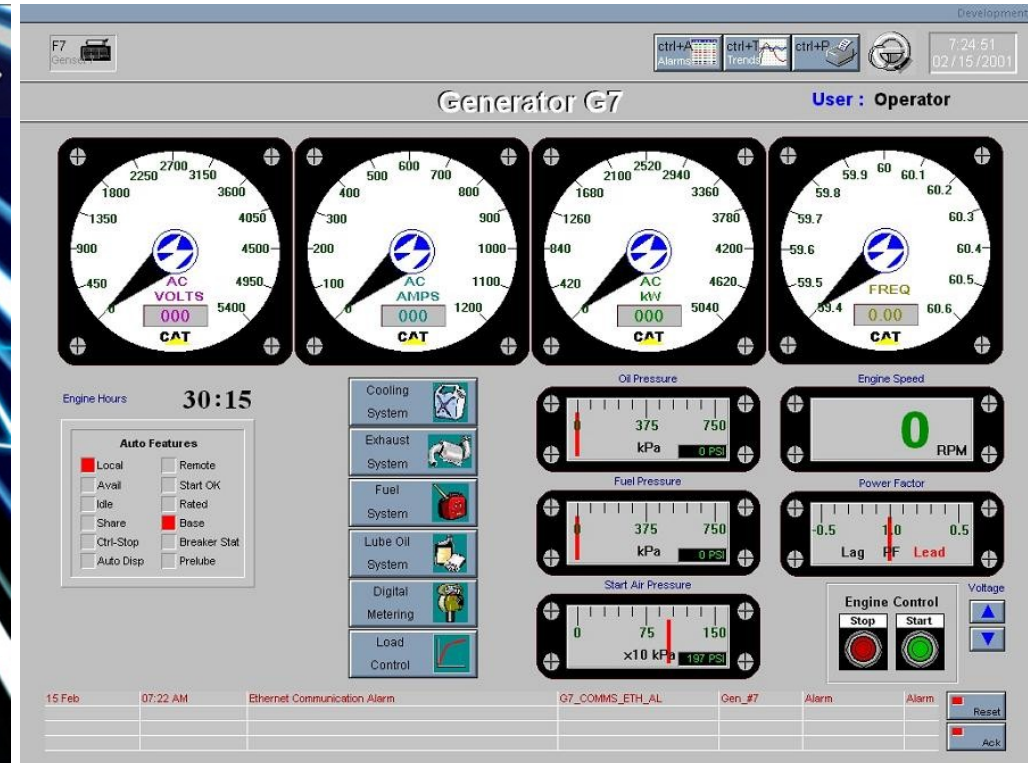 Development
F7
Genset
ctrl+A
Alarms
ctrl+T
Trends
ctrl+P
7:24:51
02/15/2001
Generator G7
User : Operator
0 450 900 1350 1800 2250 2700 3150 3600 4050 4500 4950 5400
AC
VOLTS
000
CAT
0 100 200 300 400 500 600 700 800 900 1000 1100 1200
AC
AMPS
000
CAT
0 420 840 1260 1680 2100 2520 2940 3360 3780 4200 4620 5040
AC
kW
000
CAT
59.4 59.5 59.6 59.7 59.8 59.9 60 60.1 60.2 60.3 60.4 60.5 60.6
FREQ
0.00
CAT
Engine Hours 30:15
Auto Features
Local Remote
Avail Start OK
Idle Rated
Share Base
Ctrl-Stop Breaker Stat
Auto Disp Prelube
Cooling
System
Exhaust
System
Fuel
System
Lube Oil
System
Digital
Metering
Load
Control
Oil Pressure
0 375 750
kPa 0 PSI
Fuel Pressure
0 375 750
kPa 0 PSI
Start Air Pressure
0 75 150
x10 kPa 197 PSI
Engine Speed
0
RPM
Power Factor
-0.5 1.0 0.5
Lag PF Lead
Engine Control
Stop Start
Voltage
15 Feb 07:22 AM Ethernet Communication Alarm G7_COMMS_ETH_AL Gen_#7 Alarm Alarm
Reset
Ack